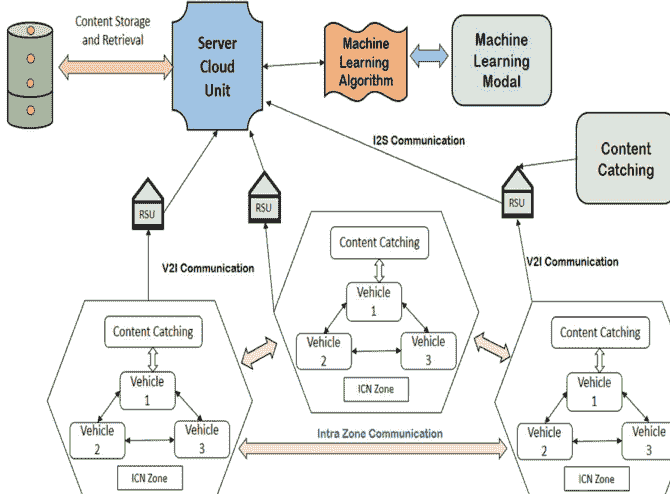 Content Storage
and Retrieval
Server
Cloud
Unit
Machine
Learning
Algorithm
Machine
Learning
Modal
I2S Communication
Content
Catching
RSU
RSU
RSU
V2I Communication
V2I Communication
Content Catching
Vehicle
1
Vehicle
2
Vehicle
3
ICN Zone
Content Catching
Vehicle
1
Vehicle
2
Vehicle
3
ICN Zone
Content Catching
Vehicle
1
Vehicle
2
Vehicle
3
ICN Zone
Intra Zone Communication